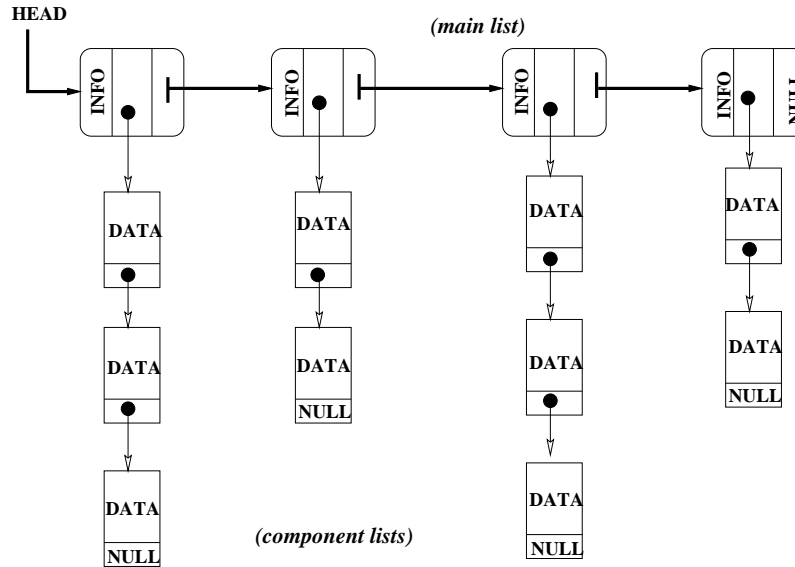 HEAD
(main list)
INFO
INFO
INFO
INFO
NULL
DATA
DATA
DATA
DATA
DATA
DATA
NULL
DATA
DATA
NULL
DATA
NULL
DATA
NULL
(component lists)